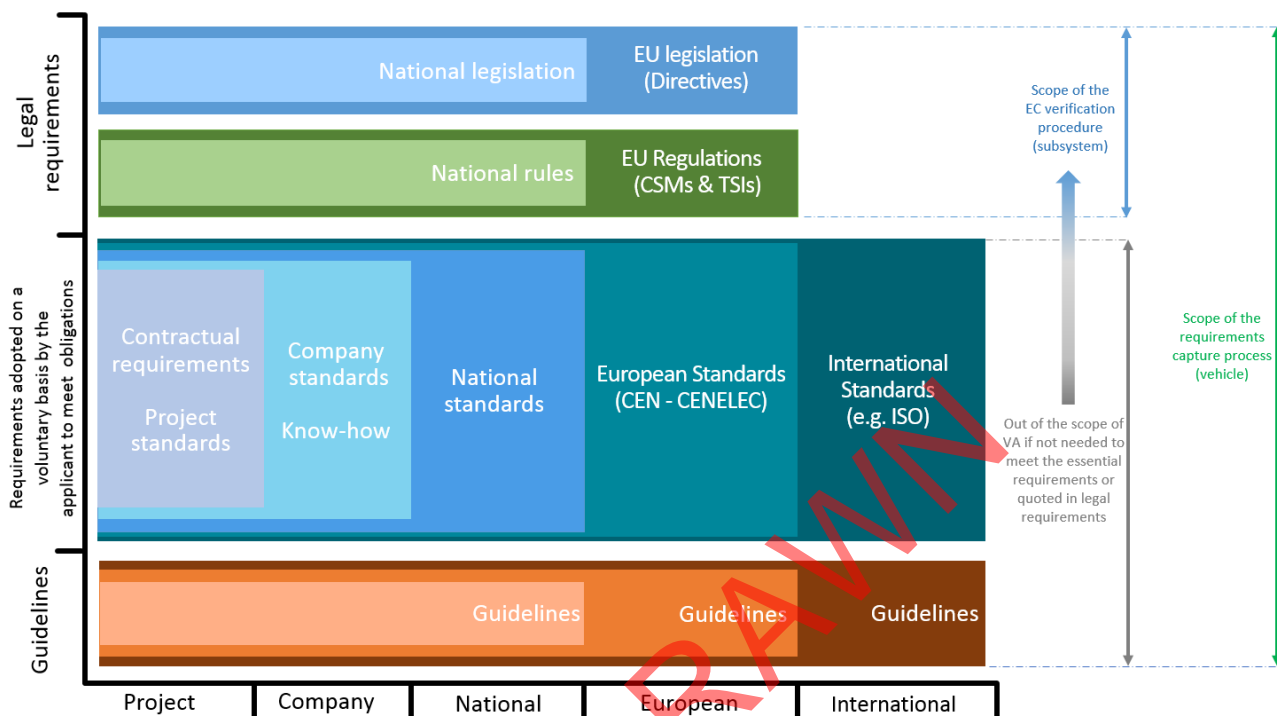 Legal
requirements
National legislation
EU legislation
(Directives)
National rules
EU Regulations
(CSMs & TSIs)
Scope of the
EC verification
procedure
(subsystem)
Requirements adopted on a
voluntary basis by the
applicant to meet obligations
Contractual
requirements
Project
standards
Company
standards
Know-how
National
standards
European Standards
(CEN - CENELEC)
International
Standards
(e.g. ISO)
Out of the scope of
VA if not needed to
meet the essential
requirements or
quoted in legal
requirements
Scope of the
requirements
capture process
(vehicle)
Guidelines
Guidelines
Guidelines
Guidelines
Project
Company
National
European
International
RAWN